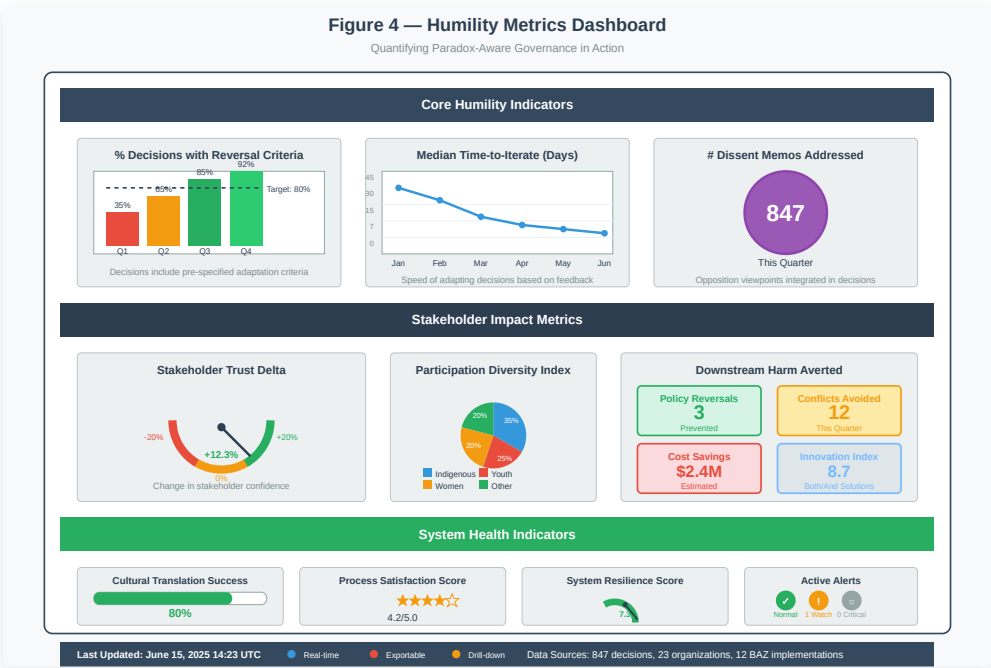 Figure 4 — Humility Metrics Dashboard
Quantifying Paradox-Aware Governance in Action
Core Humility Indicators
% Decisions with Reversal Criteria
92%
85%
65%
Target: 80%
35%
Q1 Q2 Q3 Q4
Decisions include pre-specified adaptation criteria
Median Time-to-Iterate (Days)
45
30
15
7
0
Jan Feb Mar Apr May Jun
Speed of adapting decisions based on feedback
# Dissent Memos Addressed
847
This Quarter
Opposition viewpoints integrated in decisions
Stakeholder Impact Metrics
Stakeholder Trust Delta
-20% +20%
+12.3%
0%
Change in stakeholder confidence
Participation Diversity Index
20% 35%
20% 25%
Indigenous Youth
Women Other
Downstream Harm Averted
Policy Reversals
3
Prevented
Conflicts Avoided
12
This Quarter
Cost Savings
$2.4M
Estimated
Innovation Index
8.7
Both/And Solutions
System Health Indicators
Cultural Translation Success
80%
Process Satisfaction Score
★★★★☆
4.2/5.0
System Resilience Score
Active Alerts
✓ ! ○
Normal 1 Watch 0 Critical
Last Updated: June 15, 2025 14:23 UTC Real-time Exportable Drill-down Data Sources: 847 decisions, 23 organizations, 12 BAZ implementations